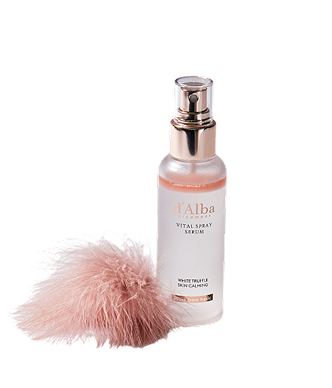 d'Alba
VITAL SPRAY
SERUM
WHITE TRUFFLE
SKIN CALMING